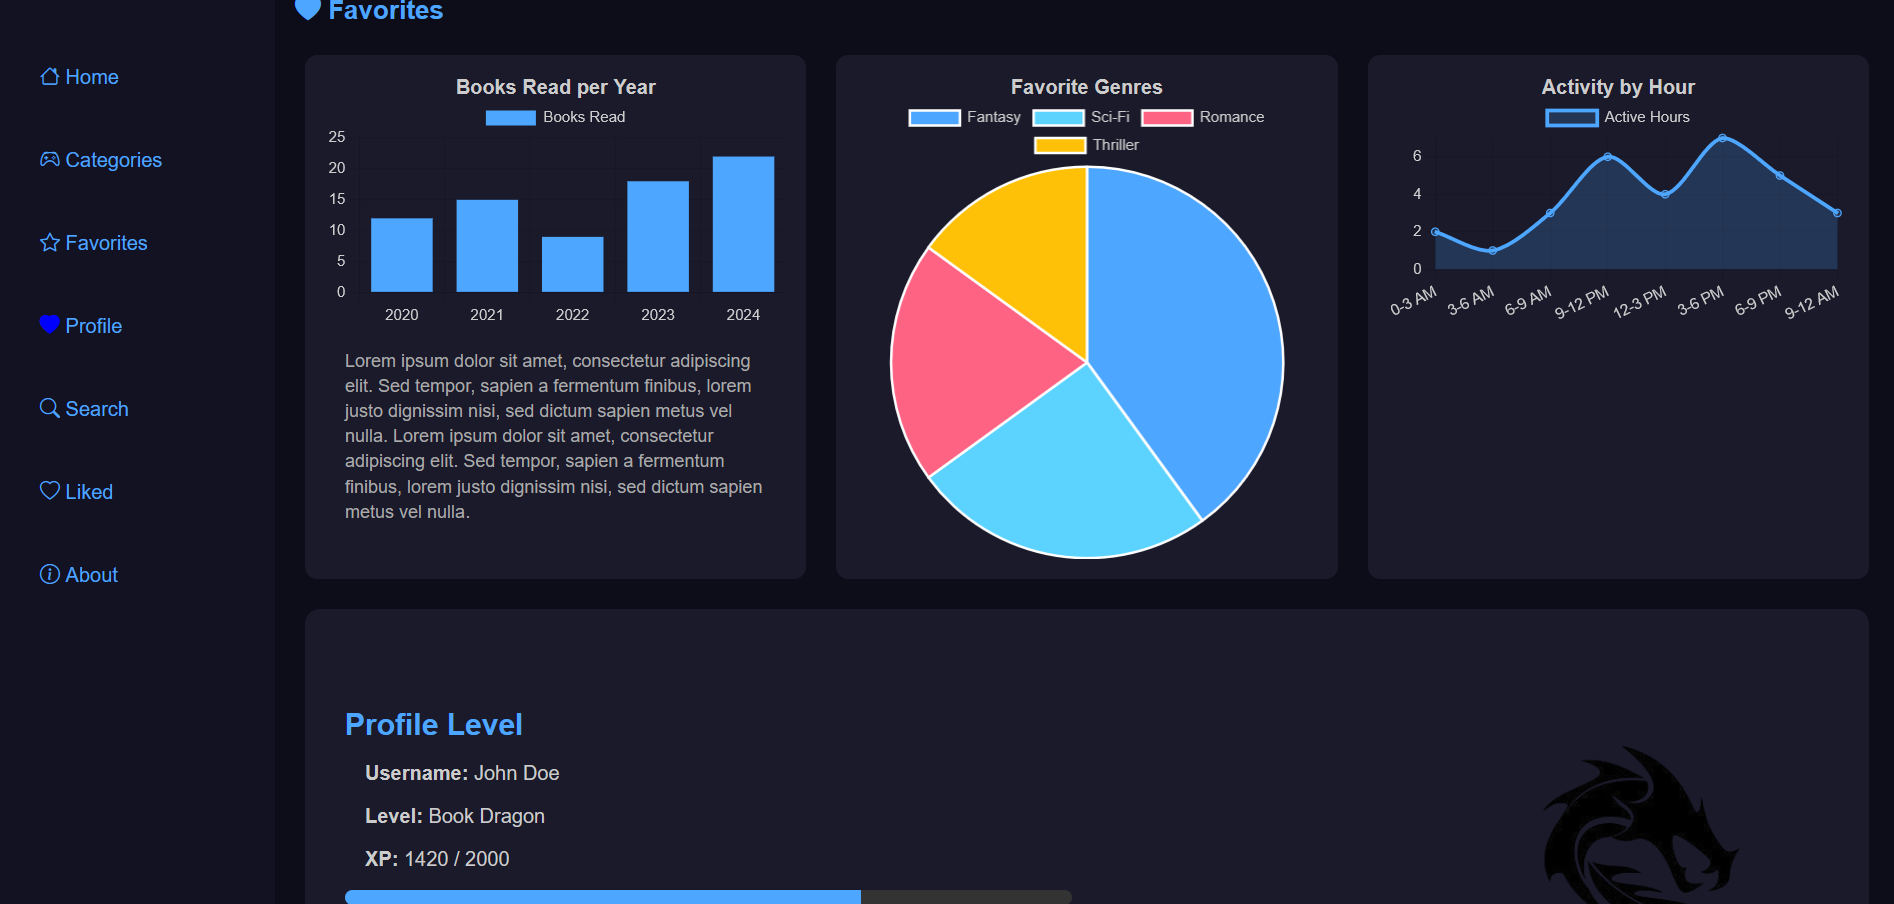 Favorites
Home
Categories
Favorites
Profile
Search
Liked
About
Books Read per Year
Books Read
25
20
15
10
5
0
2020 2021 2022 2023 2024
Lorem ipsum dolor sit amet, consectetur adipiscing
elit. Sed tempor, sapien a fermentum finibus, lorem
justo dignissim nisi, sed dictum sapien metus vel
nulla. Lorem ipsum dolor sit amet, consectetur
adipiscing elit. Sed tempor, sapien a fermentum
finibus, lorem justo dignissim nisi, sed dictum sapien
metus vel nulla.
Favorite Genres
Fantasy Sci-Fi Romance
Thriller
Activity by Hour
Active Hours
6
4
2
0
0-3 AM 3-6 AM 6-9 AM 9-12 PM 12-3 PM 3-6 PM 6-9 PM 9-12 AM
Profile Level
Username: John Doe
Level: Book Dragon
XP: 1420 / 2000